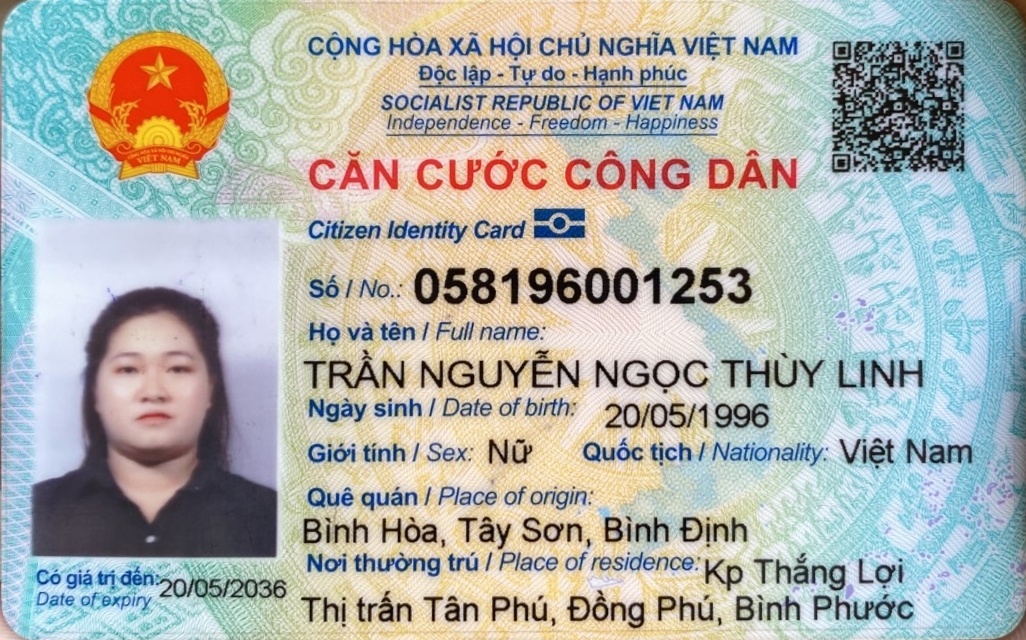 CỘNG HÒA XÃ HỘI CHỦ NGHĨA VIỆT NAM
Độc lập - Tự do - Hạnh phúc
SOCIALIST REPUBLIC OF VIET NAM
Independence - Freedom - Happiness
VIỆT NAM
CĂN CƯỚC CÔNG DÂN
Citizen Identity Card
Số / No.: 058196001253
Họ và tên / Full name:
TRẦN NGUYỄN NGỌC THÙY LINH
Ngày sinh / Date of birth: 20/05/1996
Giới tính / Sex: Nữ Quốc tịch / Nationality: Việt Nam
Quê quán / Place of origin:
Bình Hòa, Tây Sơn, Bình Định
Nơi thường trú / Place of residence: Kp Thắng Lợi
Thị trấn Tân Phú, Đồng Phú, Bình Phước
Có giá trị đến: 20/05/2036
Date of expiry